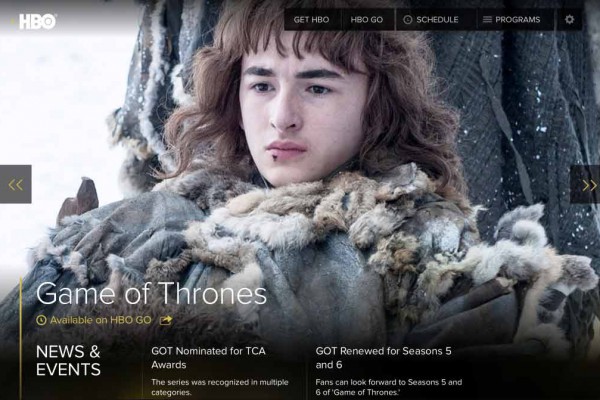 HBO
GET HBO
HBO GO
SCHEDULE
PROGRAMS
Game of Thrones
Available on HBO GO
NEWS &
EVENTS
GOT Nominated for TCA
Awards
The series was recognized in multiple
categories.
GOT Renewed for Seasons 5
and 6
Fans can look forward to Seasons 5 and
6 of 'Game of Thrones.'